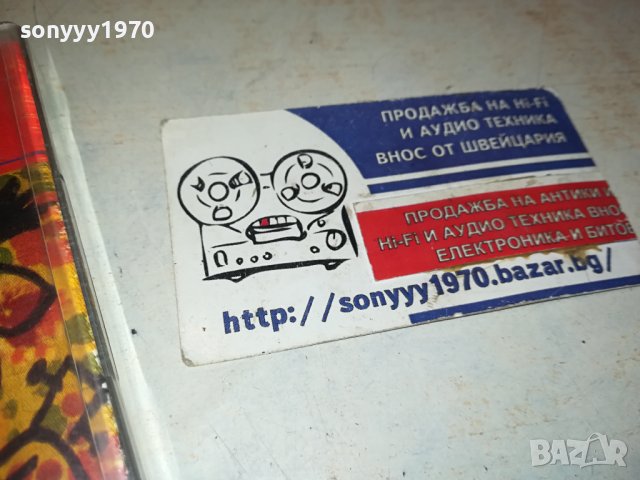 sonyyy1970
ПРОДАЖБА НА Hi-Fi
И АУДИО ТЕХНИКА
ВНОС ОТ ШВЕЙЦАРИЯ
ПРОДАЖБА НА АНТИКИ И
Hi-Fi И АУДИО ТЕХНИКА ВНО
ЕЛЕКТРОНИКА И БИТОВ
http://sonyyy1970.bazar.bg/
BAZAR